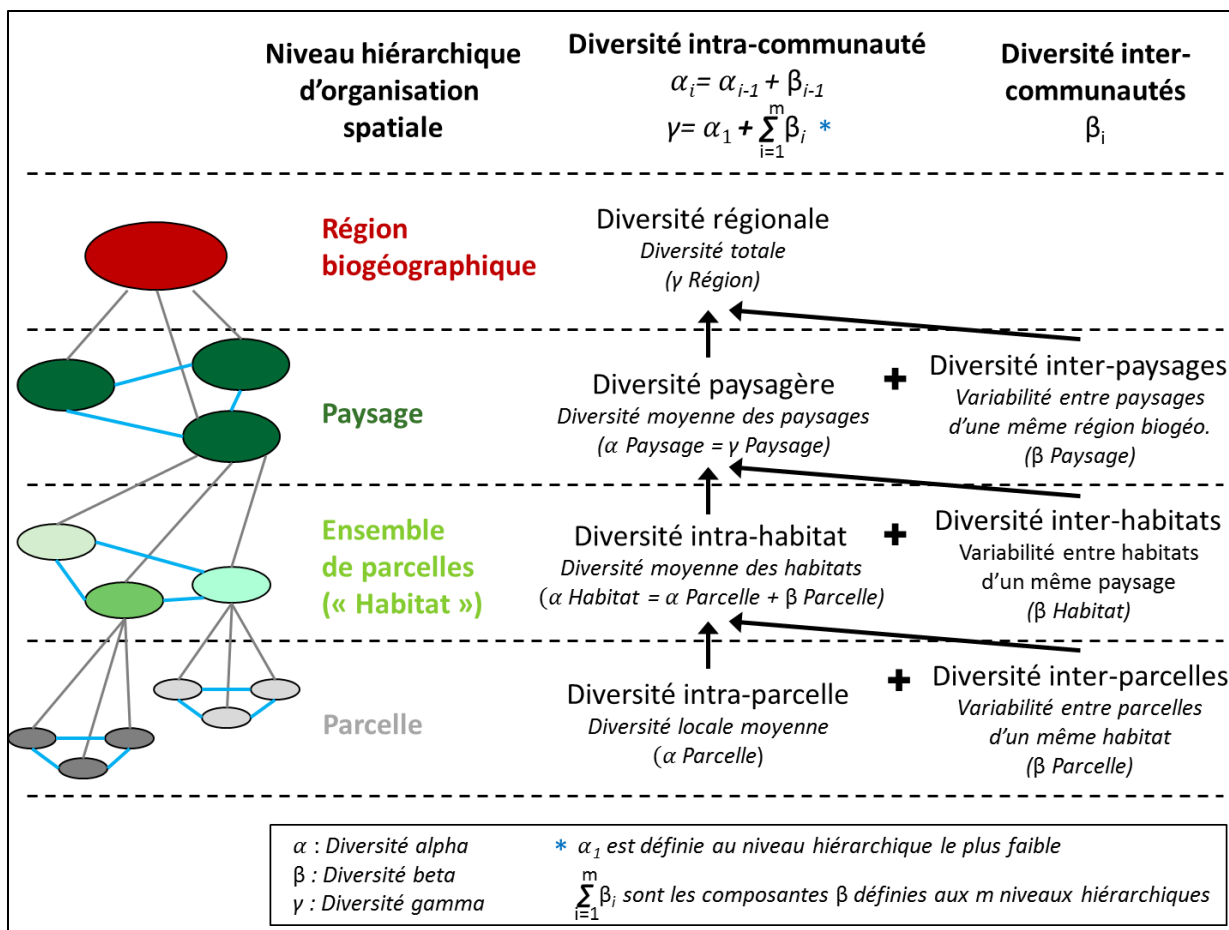 Niveau hiérarchique
d'organisation
spatiale
Diversité intra-communauté
αi= αi-1 + βi-1
γ= α1 + m∑i=1 βi *
Diversité inter-
communautés
βi
Région
biogéographique
Diversité régionale
Diversité totale
(γ Région)
Paysage
Diversité paysagère
Diversité moyenne des paysages
(α Paysage = γ Paysage)
+
Diversité inter-paysages
Variabilité entre paysages
d'une même région biogéo.
(β Paysage)
Ensemble
de parcelles
(« Habitat »)
Diversité intra-habitat
Diversité moyenne des habitats
(α Habitat = α Parcelle + β Parcelle)
+
Diversité inter-habitats
Variabilité entre habitats
d'un même paysage
(β Habitat)
Parcelle
Diversité intra-parcelle
Diversité locale moyenne
(α Parcelle)
+
Diversité inter-parcelles
Variabilité entre parcelles
d'un même habitat
(β Parcelle)
α : Diversité alpha
β : Diversité beta
γ : Diversité gamma
* α1 est définie au niveau hiérarchique le plus faible
m∑i=1 βi sont les composantes β définies aux m niveaux hiérarchiques